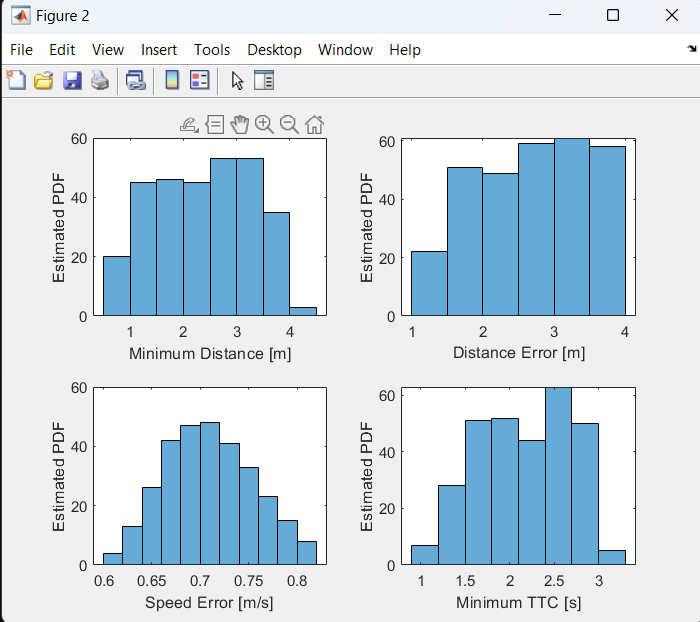 Figure 2
File Edit View Insert Tools Desktop Window Help
60
40
20
0
Estimated PDF
1 2 3 4
Minimum Distance [m]
60
40
20
0
Estimated PDF
1 2 3 4
Distance Error [m]
60
40
20
0
Estimated PDF
0.6 0.65 0.7 0.75 0.8
Speed Error [m/s]
60
40
20
0
Estimated PDF
1 1.5 2 2.5 3
Minimum TTC [s]